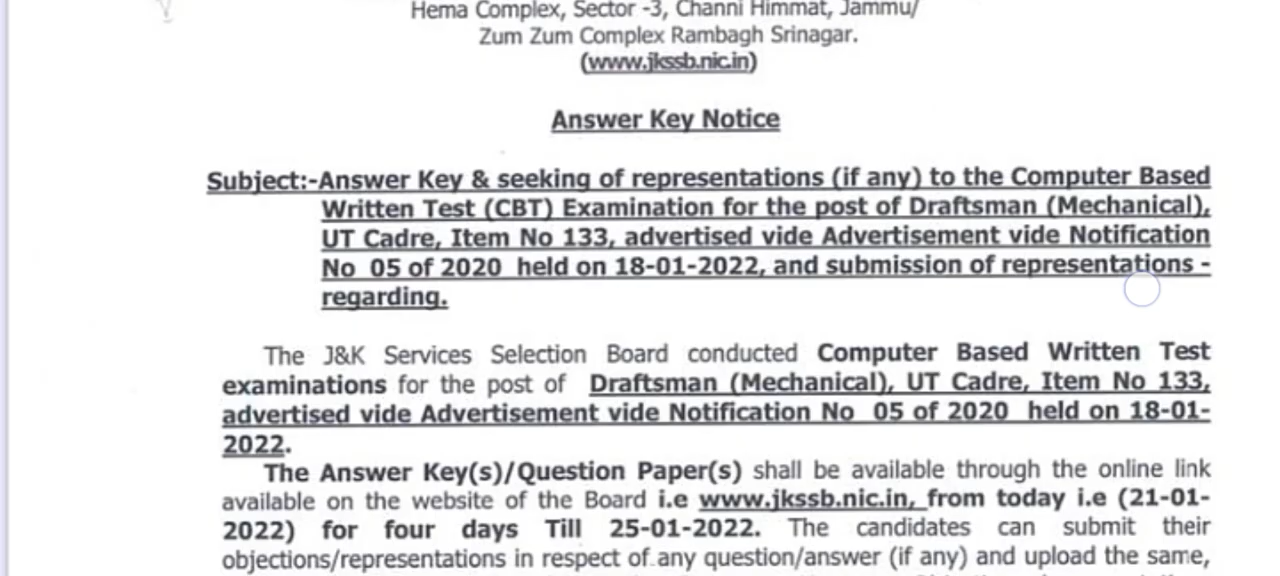 Hema Complex, Sector -3, Channi Himmat, Jammu/
Zum Zum Complex Rambagh Srinagar.
(www.jkssb.nic.in)
Answer Key Notice
Subject:-Answer Key & seeking of representations (if any) to the Computer Based
Written Test (CBT) Examination for the post of Draftsman (Mechanical),
UT Cadre, Item No 133, advertised vide Advertisement vide Notification
No 05 of 2020 held on 18-01-2022, and submission of representations -
regarding.
The J&K Services Selection Board conducted Computer Based Written Test
examinations for the post of Draftsman (Mechanical), UT Cadre, Item No 133,
advertised vide Advertisement vide Notification No 05 of 2020 held on 18-01-
2022.
The Answer Key(s)/Question Paper(s) shall be available through the online link
available on the website of the Board i.e www.jkssb.nic.in, from today i.e (21-01-
2022) for four days Till 25-01-2022. The candidates can submit their
objections/representations in respect of any question/answer (if any) and upload the same,